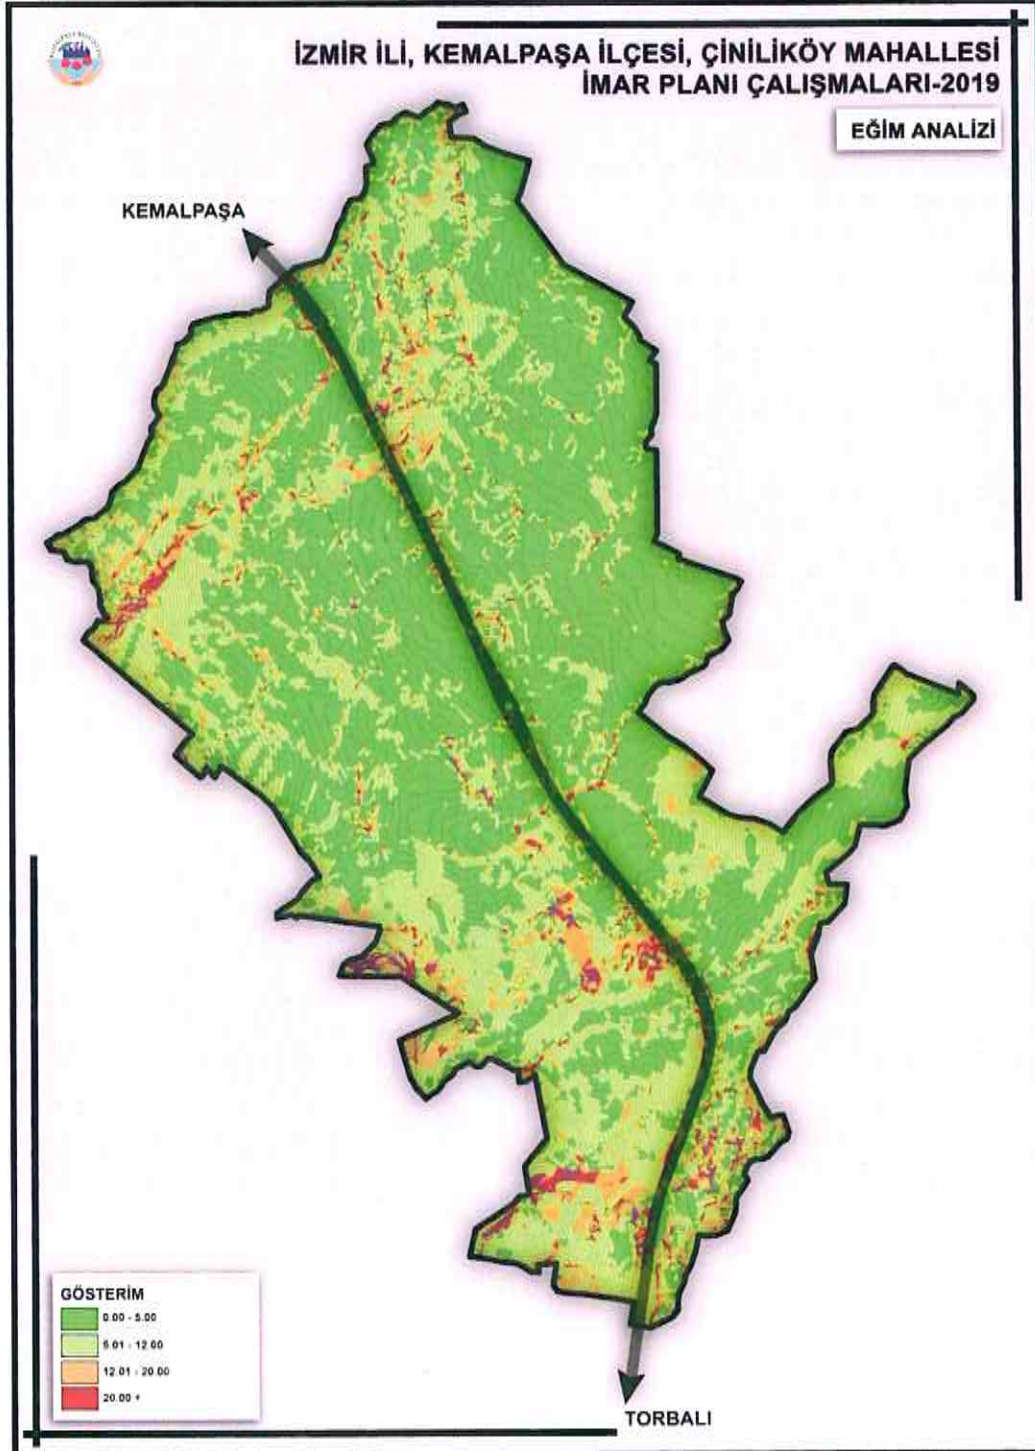 İZMİR İLİ, KEMALPAŞA İLÇESİ, ÇİNİLİKÖY MAHALLESİ
İMAR PLANI ÇALIŞMALARI-2019
EĞİM ANALİZİ
KEMALPAŞA
GÖSTERİM
0.00 - 5.00
5.01 - 12.00
12.01 - 20.00
20.00 +
TORBALI